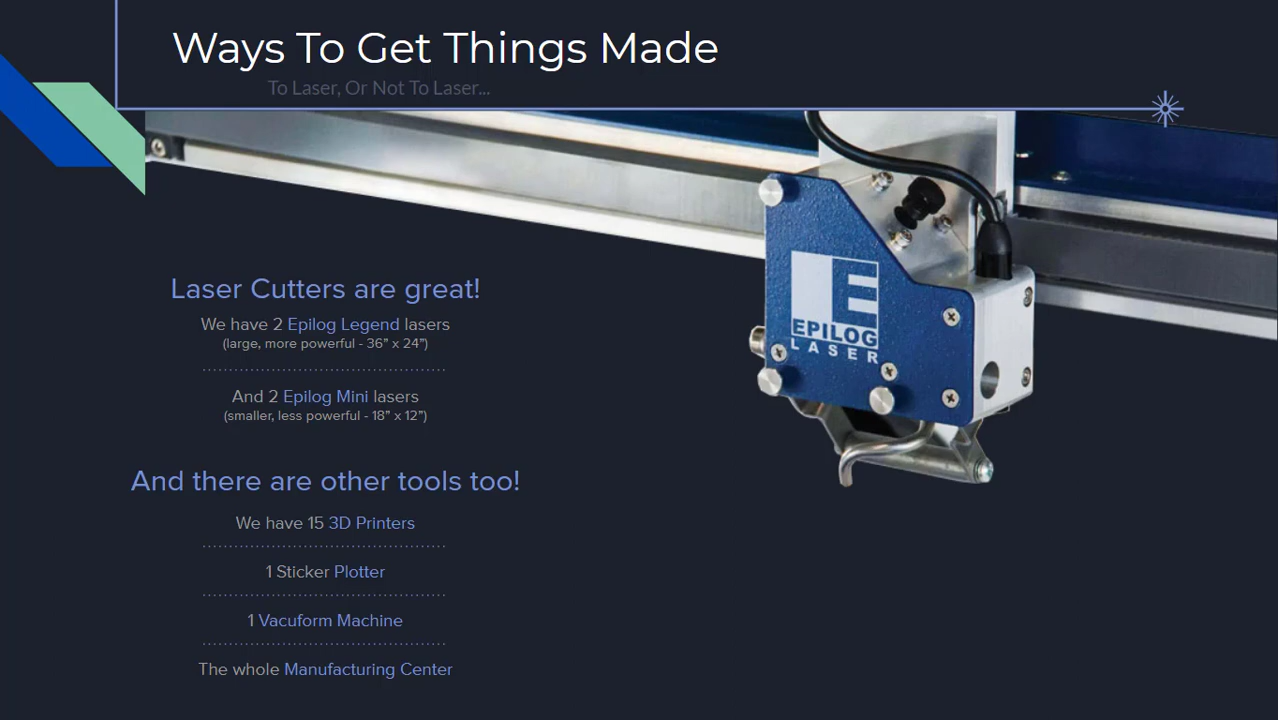 Ways To Get Things Made
To Laser, Or Not To Laser...
Laser Cutters are great!
We have 2 Epilog Legend lasers
(large, more powerful - 36” x 24”)
And 2 Epilog Mini lasers
(smaller, less powerful - 18” x 12”)
And there are other tools too!
We have 15 3D Printers
1 Sticker Plotter
1 Vacuform Machine
The whole Manufacturing Center
E
EPILOG
LASER